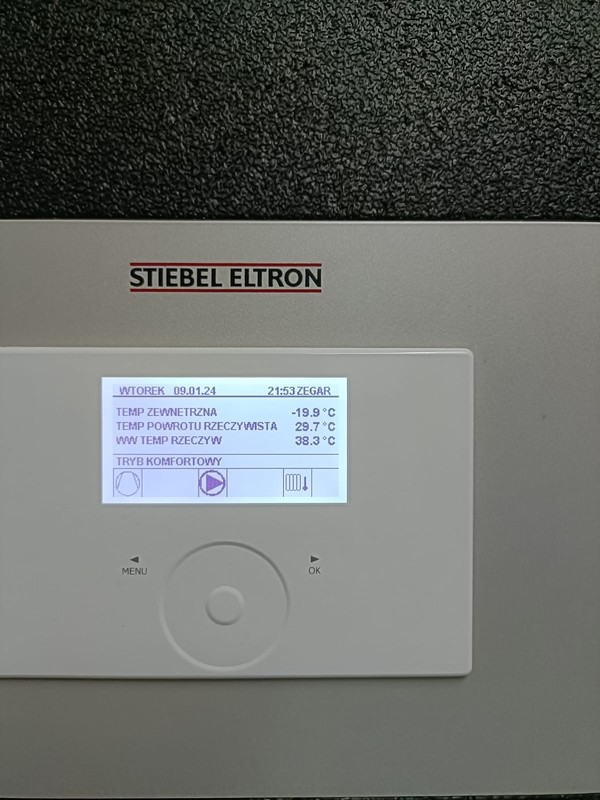 STIEBEL ELTRON
WTOREK 09.01.24 21:53 ZEGAR
TEMP ZEWNETRZNA -19.9 °C
TEMP POWROTU RZECZYWISTA 29.7 °C
WW TEMP RZECZYW 38.3 °C
TRYB KOMFORTOWY
MENU OK